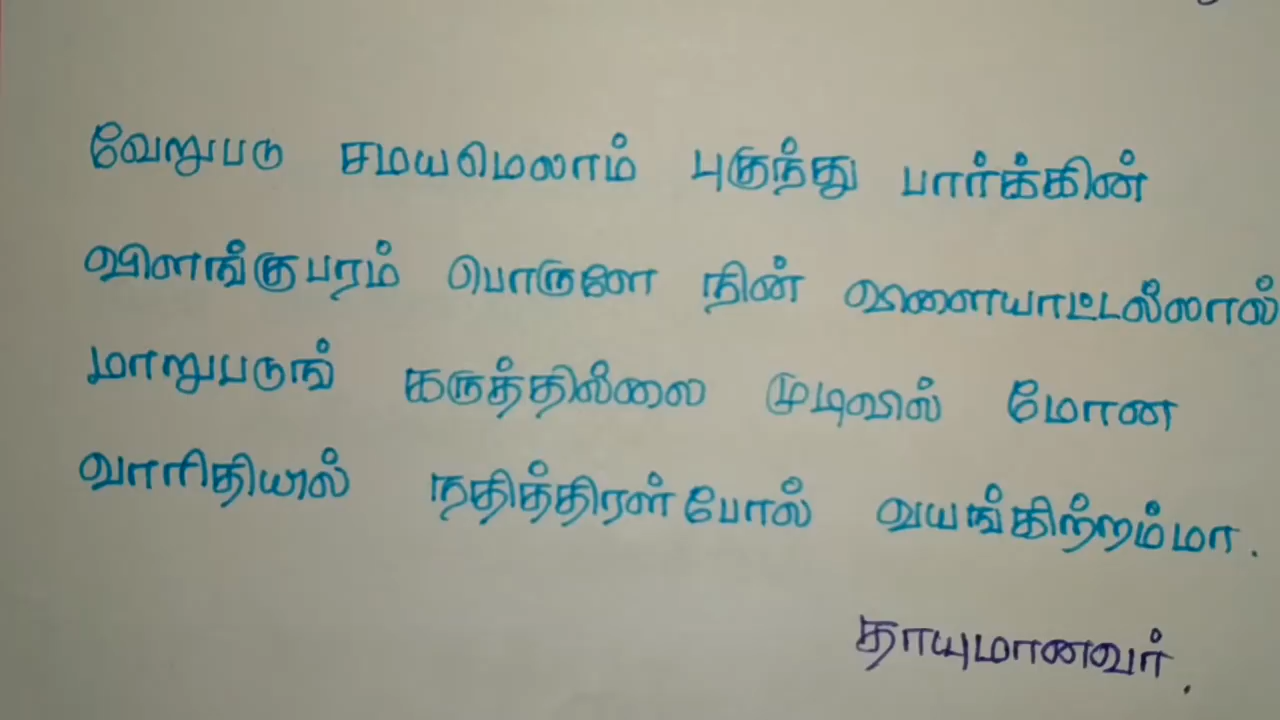 வேறுபடு சமயமெலாம் புகுந்து பார்க்கின்
விளங்குபரம் பொருளே நின் விளையாட்டல்லால்
மாறுபடுங் கருத்தில்லை முடிவில் மோன
வாரிதியில் நதித்திரள்போல் வயங்கிற்றம்மா.
தாயுமானவர்.